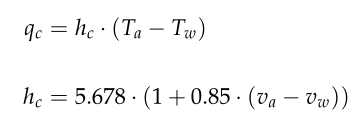 q_c = h_c · (T_a − T_w)
h_c = 5.678 · (1 + 0.85 · (v_a − v_w))